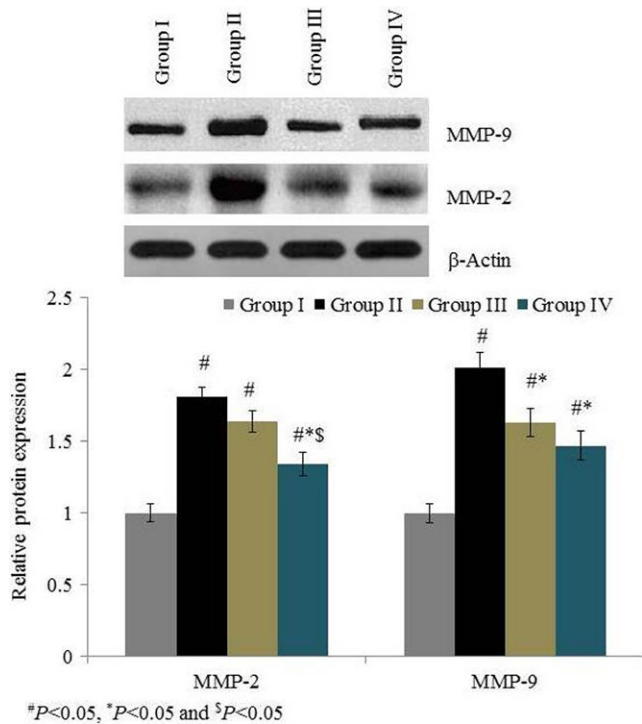 Group I
Group II
Group III
Group IV
MMP-9
MMP-2
β-Actin
Group I Group II Group III Group IV
Relative protein expression
2.5
2
1.5
1
0.5
0
#
#
#*$
#
#*
#*
MMP-2
MMP-9
#P<0.05, *P<0.05 and $P<0.05